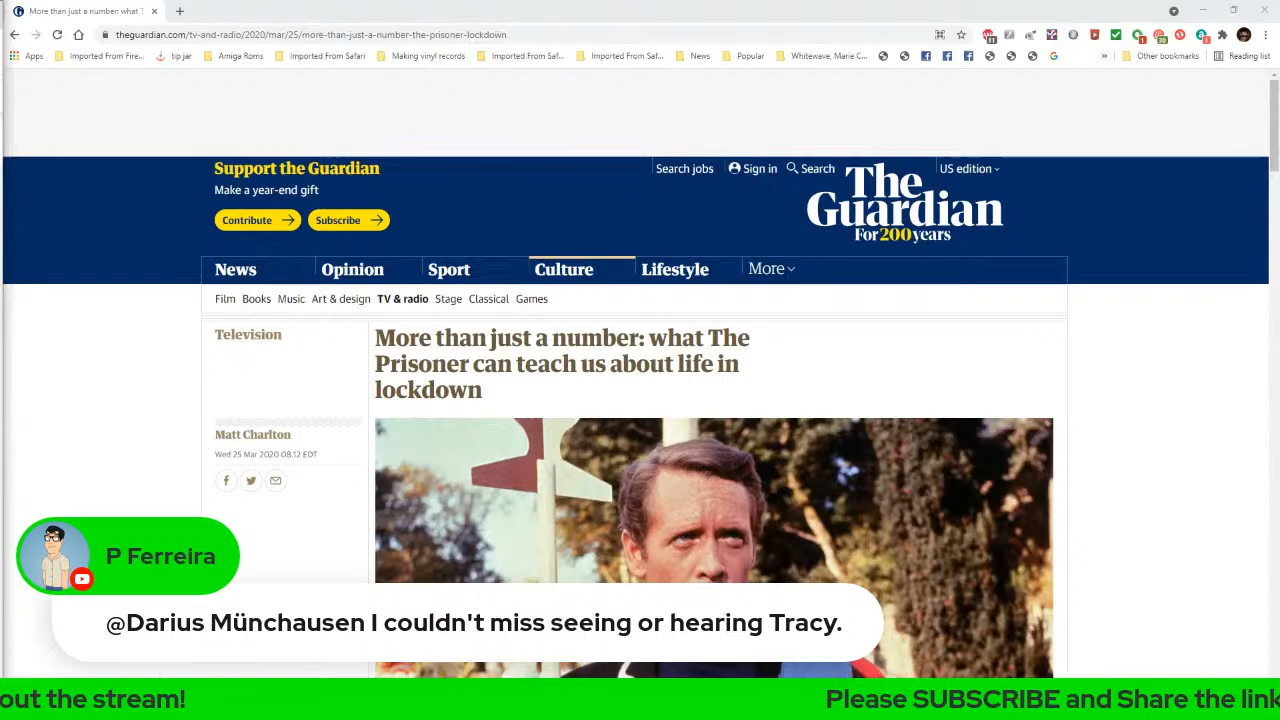 More than just a number: what T
theguardian.com/tv-and-radio/2020/mar/25/more-than-just-a-number-the-prisoner-lockdown
Apps Imported From Fire... tip jar Amiga Roms Imported From Safari Making vinyl records Imported From Saf... Imported From Saf... News Popular Whitewave, Marie C... » Other bookmarks Reading list
Support the Guardian
Make a year-end gift
Contribute Subscribe
Search jobs Sign in Search US edition
The
Guardian
For 200 years
News Opinion Sport Culture Lifestyle More
Film Books Music Art & design TV & radio Stage Classical Games
Television
More than just a number: what The
Prisoner can teach us about life in
lockdown
Matt Charlton
Wed 25 Mar 2020 08.12 EDT
P Ferreira
@Darius Münchausen I couldn't miss seeing or hearing Tracy.
out the stream! Please SUBSCRIBE and Share the link